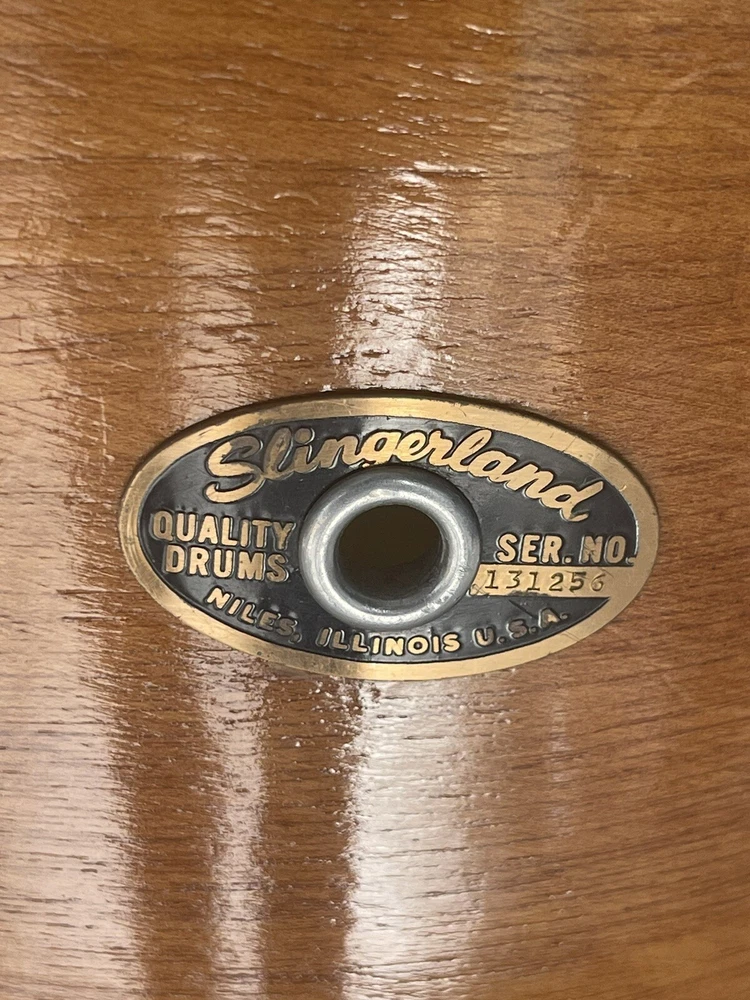 Slingerland
QUALITY
DRUMS
SER. NO.
131256
NILES, ILLINOIS U.S.A.